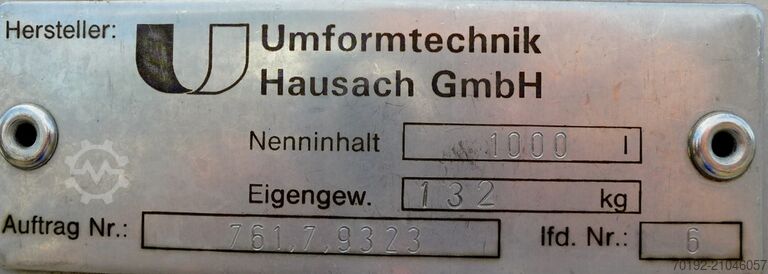 Hersteller: Umformtechnik
Hausach GmbH
Nenninhalt 1000 l
Eigengew. 132 kg
Auftrag Nr.: 761.7.9323 lfd. Nr.: 6
70192-21046057